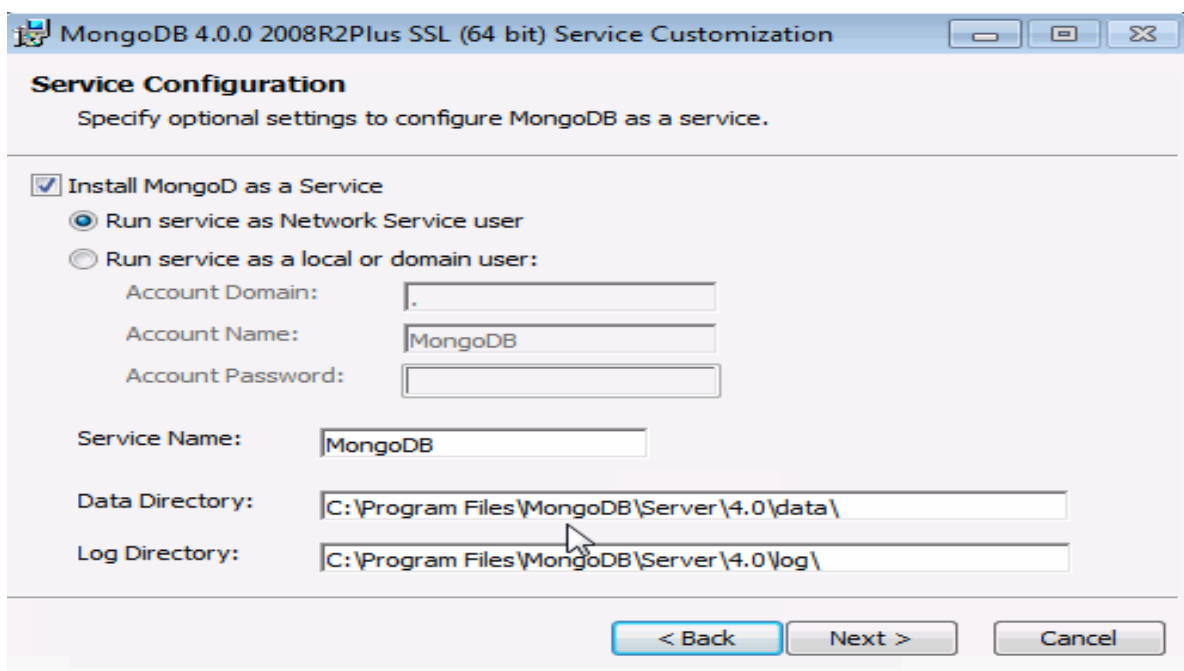 MongoDB 4.0.0 2008R2Plus SSL (64 bit) Service Customization
Service Configuration
Specify optional settings to configure MongoDB as a service.
Install MongoD as a Service
Run service as Network Service user
Run service as a local or domain user:
Account Domain: .
Account Name: MongoDB
Account Password:
Service Name: MongoDB
Data Directory: C:\Program Files\MongoDB\Server\4.0\data\
Log Directory: C:\Program Files\MongoDB\Server\4.0\log\
< Back Next > Cancel